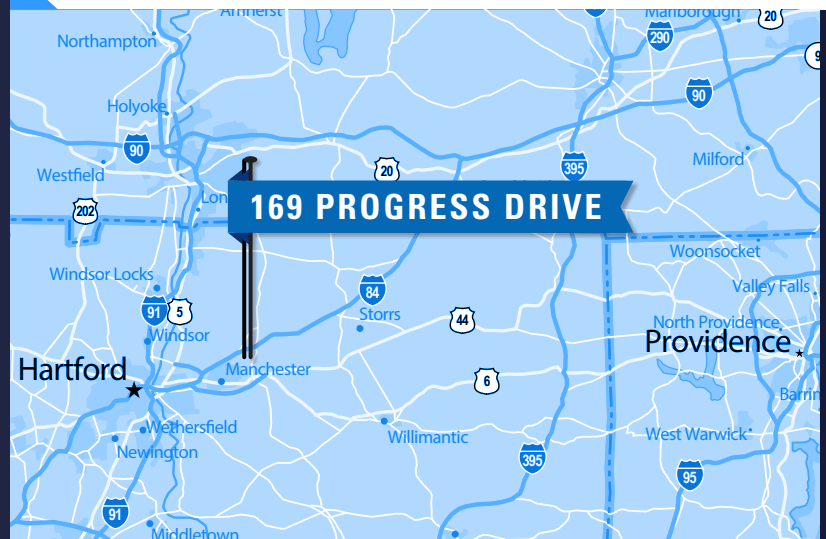 Amherst
Marlborough
20
Northampton
290
9
Holyoke
90
90
20
395
Milford
Westfield
202
Lon
169 PROGRESS DRIVE
Woonsocket
Windsor Locks
84
Valley Falls
91
5
Storrs
44
North Providence
Windsor
Providence
Hartford
Manchester
6
Barrin
Wethersfield
Willimantic
West Warwick
Newington
395
95
91
Middletown